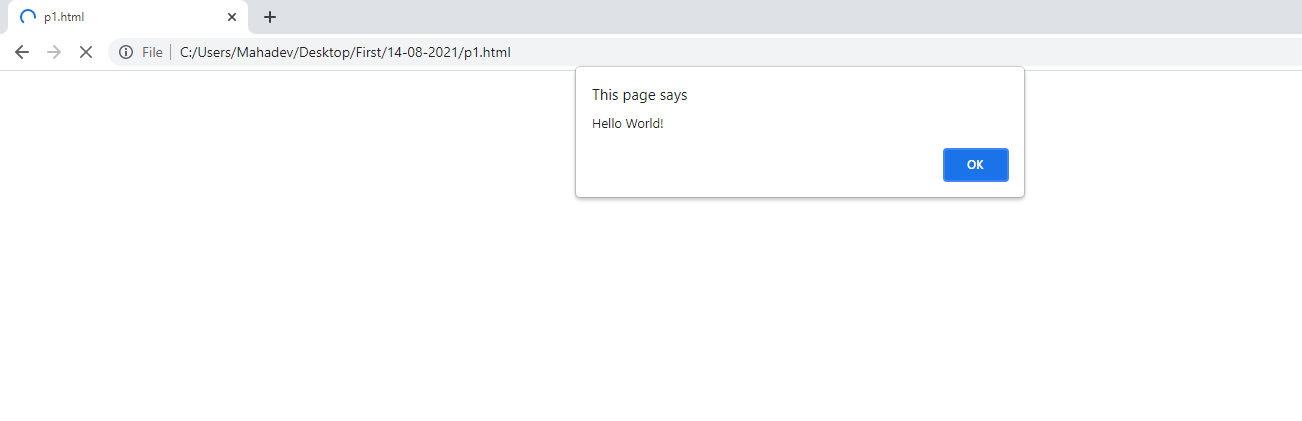 p1.html
File C:/Users/Mahadev/Desktop/First/14-08-2021/p1.html
This page says
Hello World!
OK